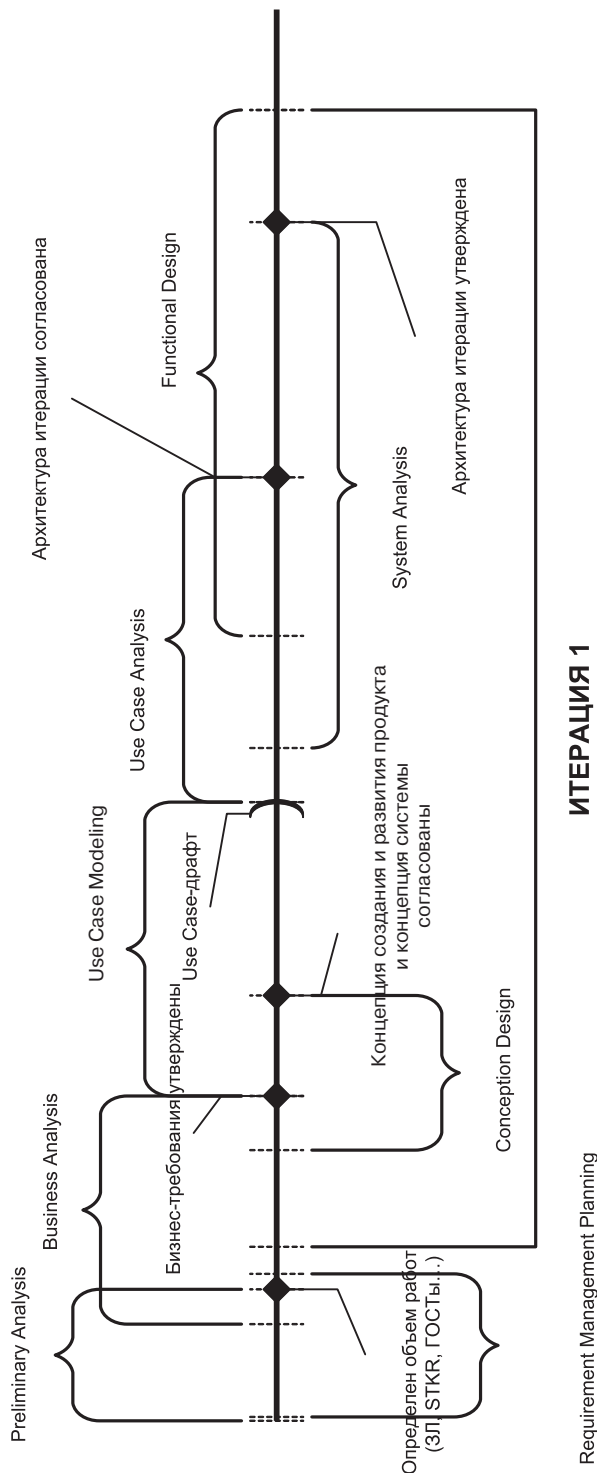 Preliminary Analysis
Business Analysis
Use Case Modeling
Use Case Analysis
Functional Design
Архитектура итерации согласована
Бизнес-требования утверждены
Use Case-драфт
Определен объем работ
(ЗЛ, STKR, ГОСТы...)
Концепция создания и развития продукта
и концепция системы
согласованы
System Analysis
Архитектура итерации утверждена
Conception Design
Requirement Management Planning
ИТЕРАЦИЯ 1